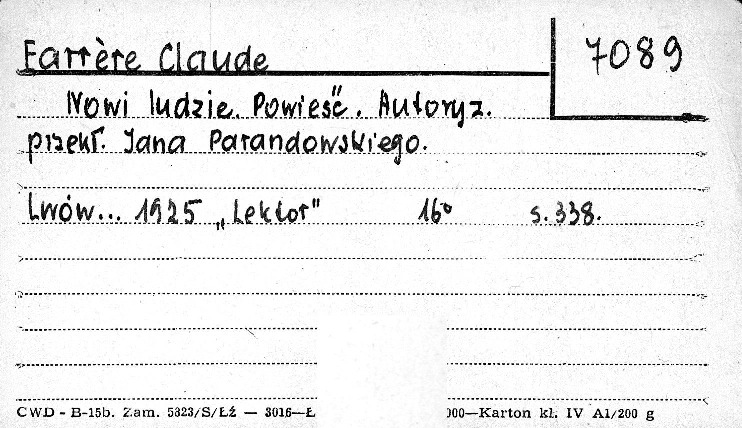 Farrère Claude
7089
Nowi ludzie. Powieść. Autoryz.
przekł. Jana Parandowskiego.
Lwów... 1925 „Lektor" 16° s. 338.
CWD - B-15b. Zam. 5323/S/Łź — 3016—Ł 000—Karton kl. IV A1/200 g